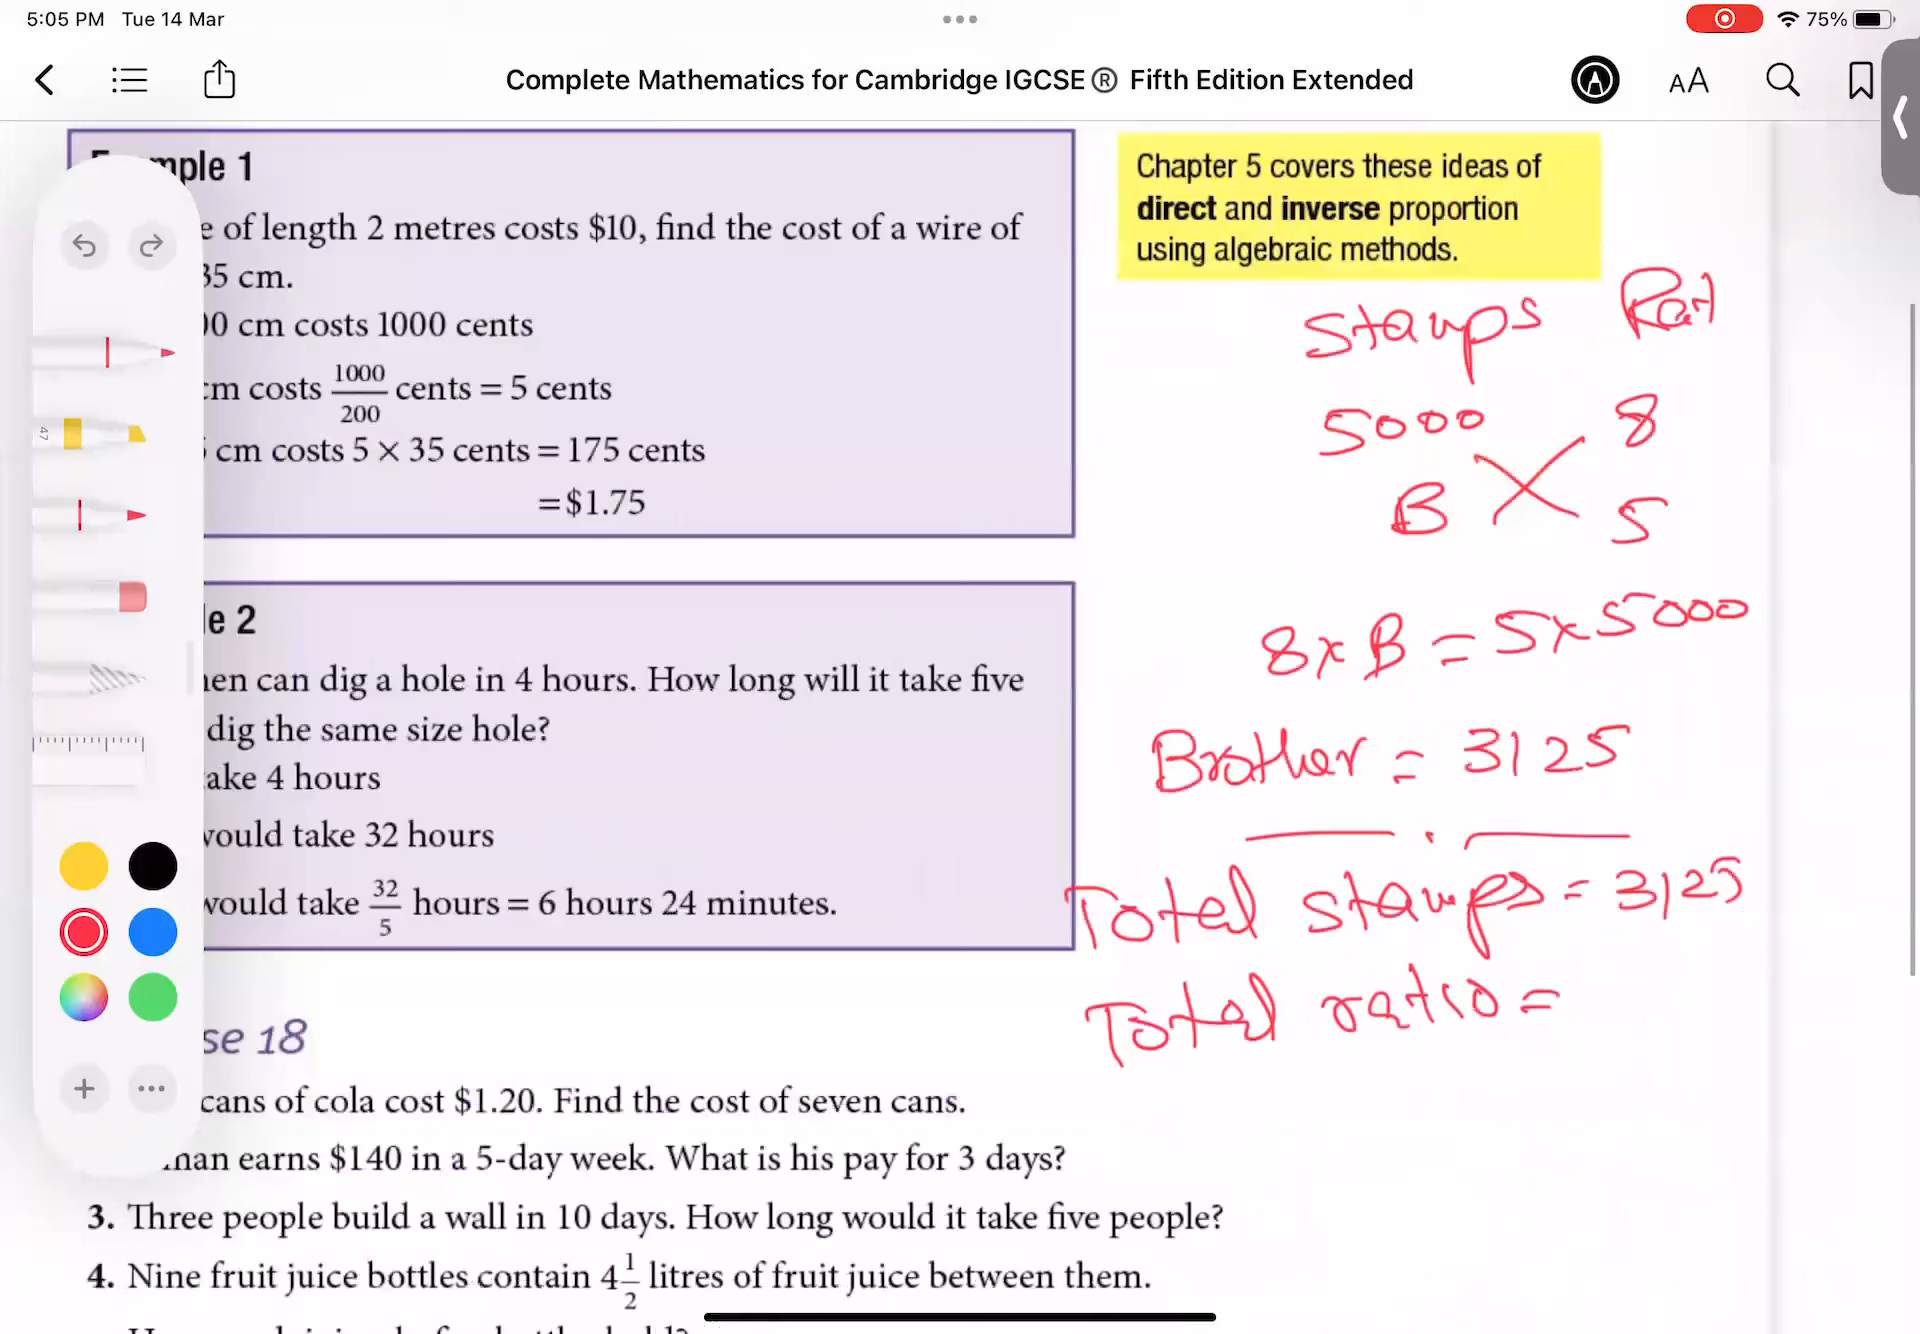 5:05 PM Tue 14 Mar
75%
Complete Mathematics for Cambridge IGCSE® Fifth Edition Extended
AA
mple 1
e of length 2 metres costs $10, find the cost of a wire of
35 cm.
00 cm costs 1000 cents
cm costs 1000/200 cents = 5 cents
cm costs 5 × 35 cents = 175 cents
= $1.75
Chapter 5 covers these ideas of
direct and inverse proportion
using algebraic methods.
Stamps Rat
5000 8
B 5
8 x B = 5 x 5000
Brother = 3125
Total stamps = 3125
Total ratio =
le 2
men can dig a hole in 4 hours. How long will it take five
dig the same size hole?
ake 4 hours
would take 32 hours
would take 32/5 hours = 6 hours 24 minutes.
se 18
cans of cola cost $1.20. Find the cost of seven cans.
man earns $140 in a 5-day week. What is his pay for 3 days?
3. Three people build a wall in 10 days. How long would it take five people?
4. Nine fruit juice bottles contain 4 1/2 litres of fruit juice between them.
47